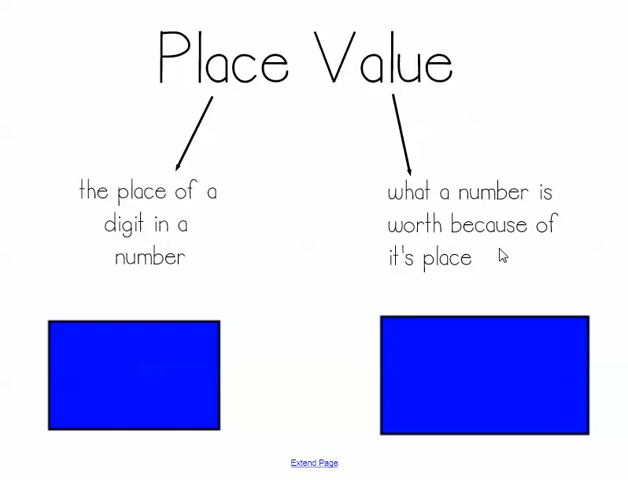 Place Value
the place of a
digit in a
number
what a number is
worth because of
it's place
Extend Page